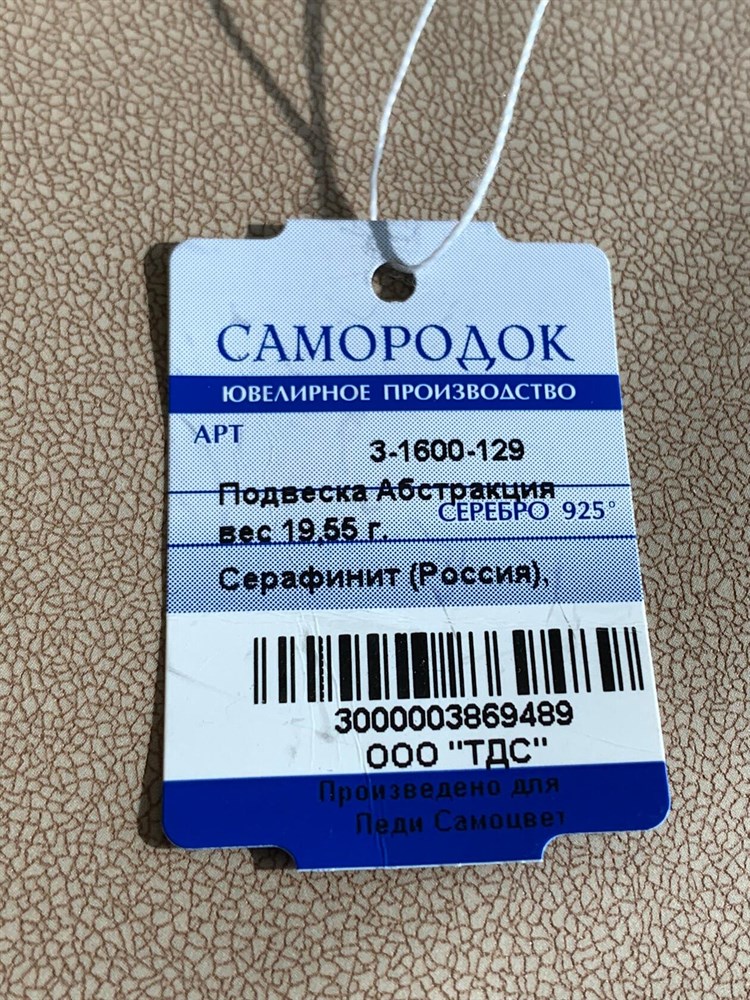 САМОРОДОК
ЮВЕЛИРНОЕ ПРОИЗВОДСТВО
АРТ
3-1600-129
Подвеска Абстракция
СЕРЕБРО 925°
вес 19,55 г.
Серафинит (Россия),
3000003869489
ООО "ТДС"
Произведено для
Леди Самоцвет